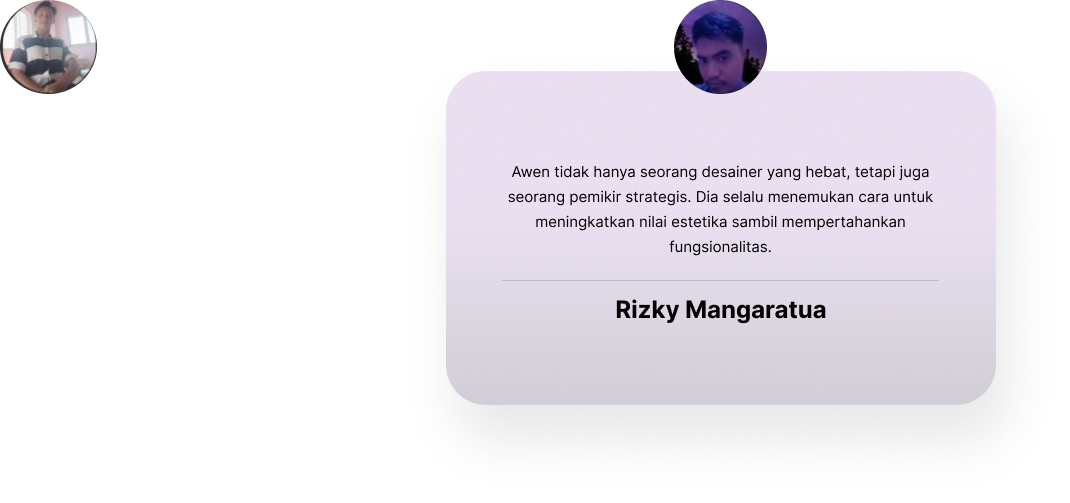 Awen tidak hanya seorang desainer yang hebat, tetapi juga
seorang pemikir strategis. Dia selalu menemukan cara untuk
meningkatkan nilai estetika sambil mempertahankan
fungsionalitas.
Rizky Mangaratua